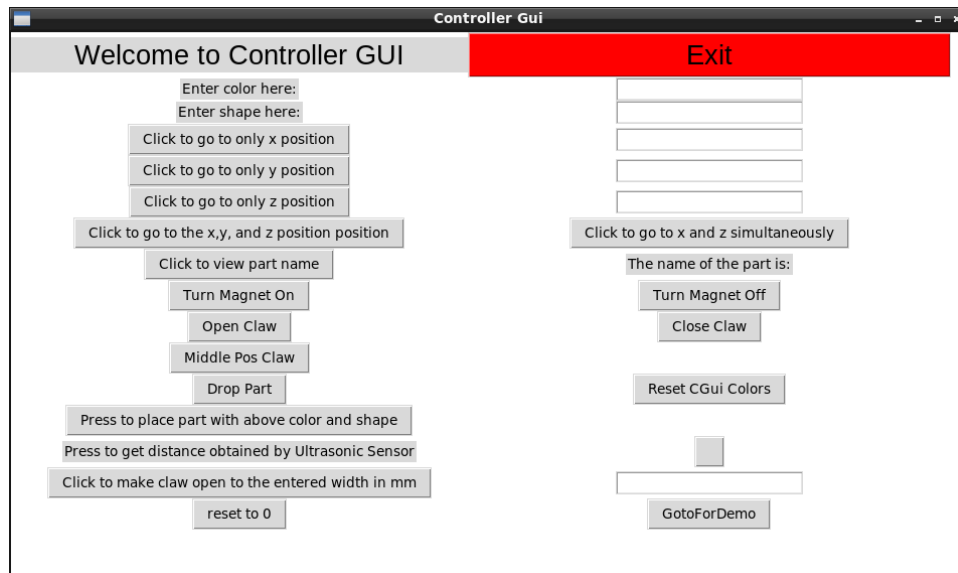 Controller Gui
Welcome to Controller GUI
Exit
Enter color here:
Enter shape here:
Click to go to only x position
Click to go to only y position
Click to go to only z position
Click to go to the x,y, and z position position
Click to go to x and z simultaneously
Click to view part name
The name of the part is:
Turn Magnet On
Turn Magnet Off
Open Claw
Close Claw
Middle Pos Claw
Drop Part
Reset CGui Colors
Press to place part with above color and shape
Press to get distance obtained by Ultrasonic Sensor
Click to make claw open to the entered width in mm
reset to 0
GotoForDemo